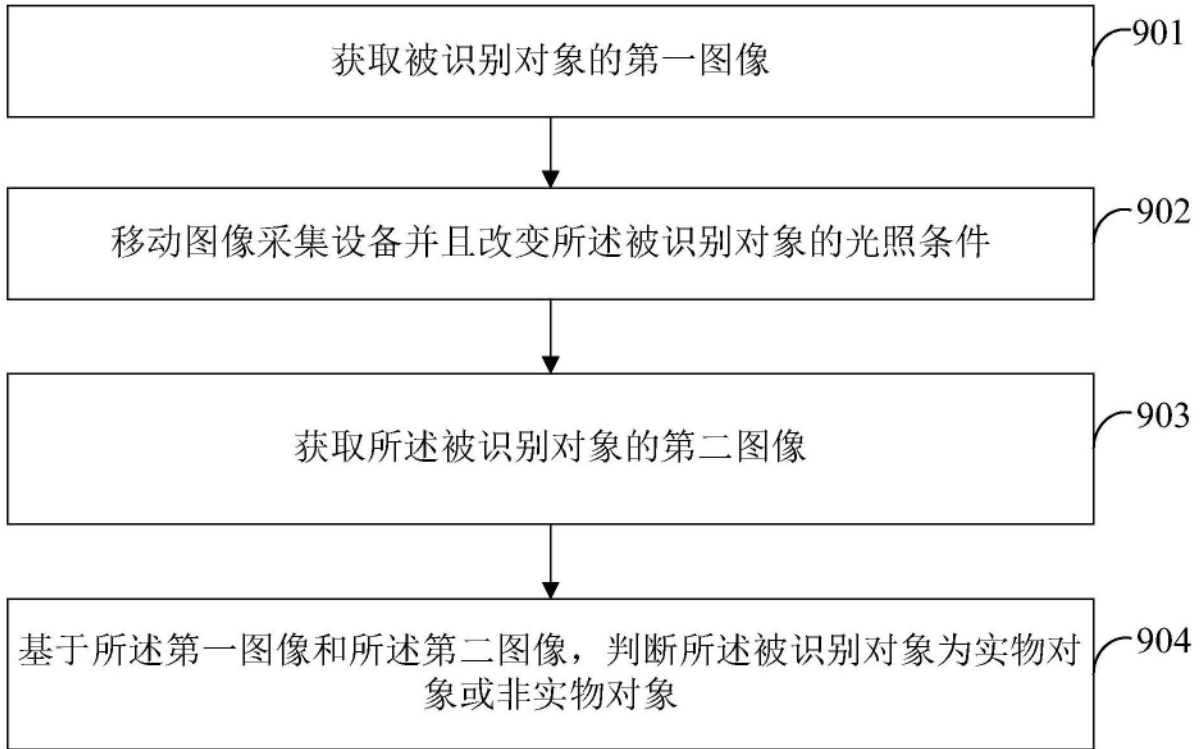 获取被识别对象的第一图像
901
移动图像采集设备并且改变所述被识别对象的光照条件
902
获取所述被识别对象的第二图像
903
基于所述第一图像和所述第二图像，判断所述被识别对象为实物对
象或非实物对象
904